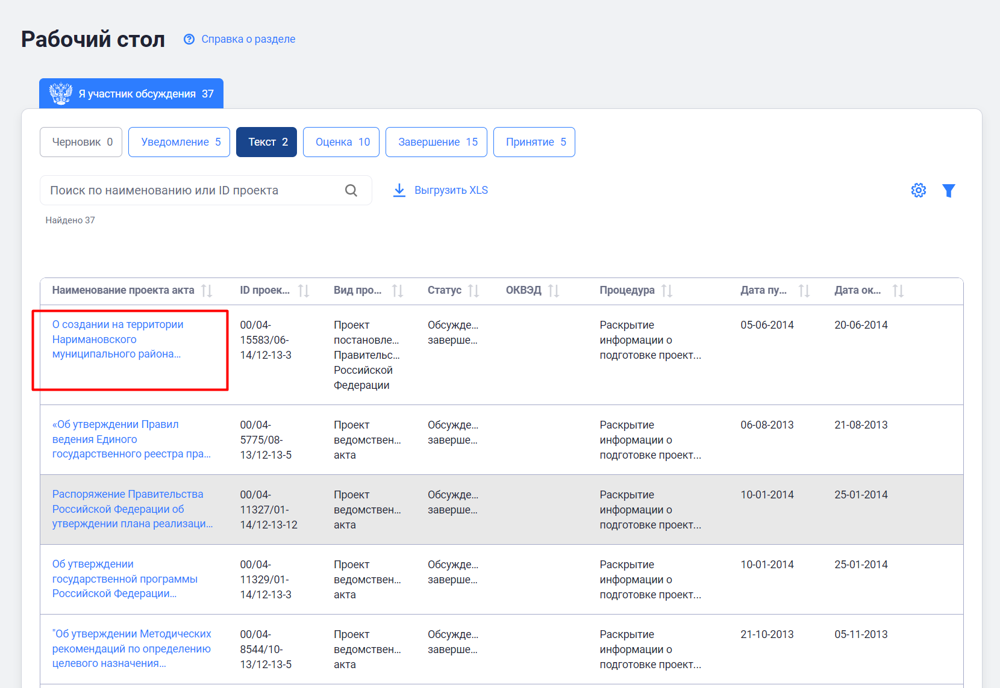 Рабочий стол
Справка о разделе
Я участник обсуждения 37
Черновик 0
Уведомление 5
Текст 2
Оценка 10
Завершение 15
Принятие 5
Поиск по наименованию или ID проекта
Выгрузить XLS
Найдено 37
Наименование проекта акта
ID проек...
Вид про...
Статус
ОКВЭД
Процедура
Дата пу...
Дата ок...
О создании на территории
Наримановского
муниципального района...
00/04-
15583/06-
14/12-13-3
Проект
постановле...
Правительс...
Российской
Федерации
Обсужде...
заверше...
Раскрытие
информации о
подготовке проект...
05-06-2014
20-06-2014
«Об утверждении Правил
ведения Единого
государственного реестра пра...
00/04-
5775/08-
13/12-13-5
Проект
ведомствен...
акта
Обсужде...
заверше...
Раскрытие
информации о
подготовке проект...
06-08-2013
21-08-2013
Распоряжение Правительства
Российской Федерации об
утверждении плана реализаци...
00/04-
11327/01-
14/12-13-12
Проект
ведомствен...
акта
Обсужде...
заверше...
Раскрытие
информации о
подготовке проект...
10-01-2014
25-01-2014
Об утверждении
государственной программы
Российской Федерации...
00/04-
11329/01-
14/12-13-3
Проект
ведомствен...
акта
Обсужде...
заверше...
Раскрытие
информации о
подготовке проект...
10-01-2014
25-01-2014
"Об утверждении Методических
рекомендаций по определению
целевого назначения...
00/04-
8544/10-
13/12-13-5
Проект
ведомствен...
акта
Обсужде...
заверше...
Раскрытие
информации о
подготовке проект...
21-10-2013
05-11-2013